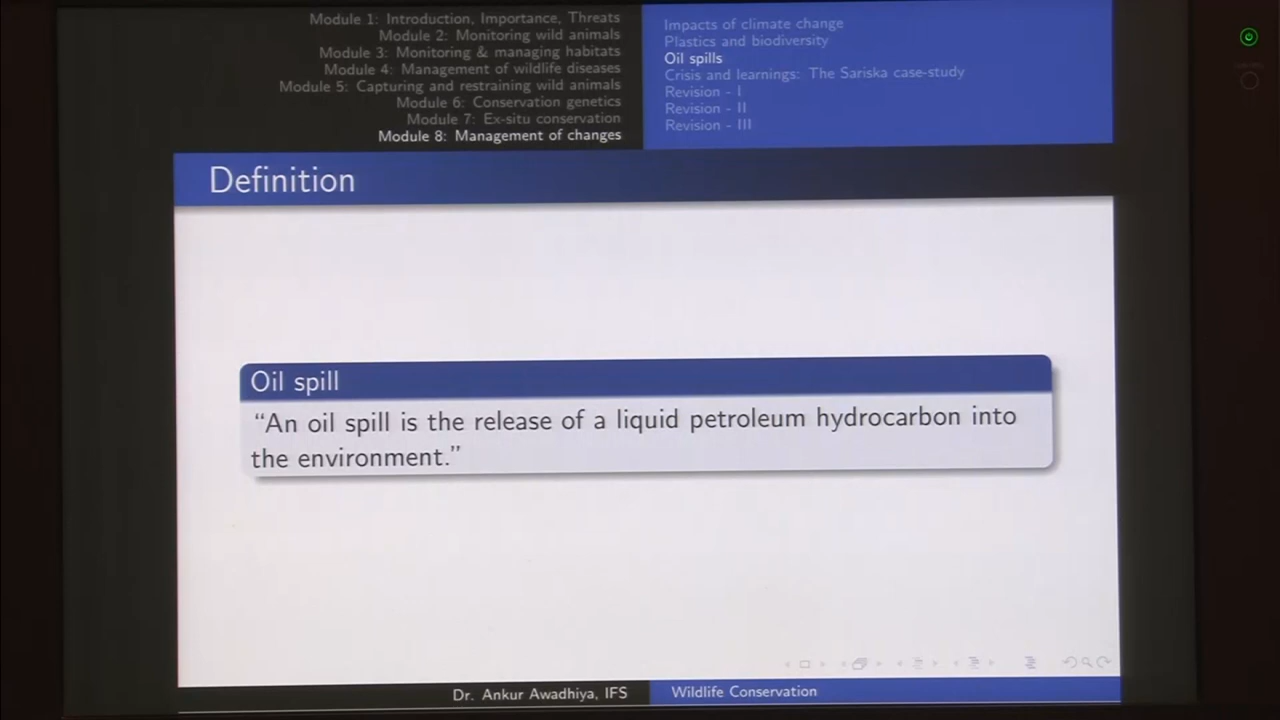 Module 1: Introduction, Importance, Threats
Module 2: Monitoring wild animals
Module 3: Monitoring & managing habitats
Module 4: Management of wildlife diseases
Module 5: Capturing and restraining wild animals
Module 6: Conservation genetics
Module 7: Ex-situ conservation
Module 8: Management of changes
Impacts of climate change
Plastics and biodiversity
Oil spills
Crisis and learnings: The Sariska case-study
Revision - I
Revision - II
Revision - III
Definition
Oil spill
“An oil spill is the release of a liquid petroleum hydrocarbon into
the environment.”
Dr. Ankur Awadhiya, IFS
Wildlife Conservation